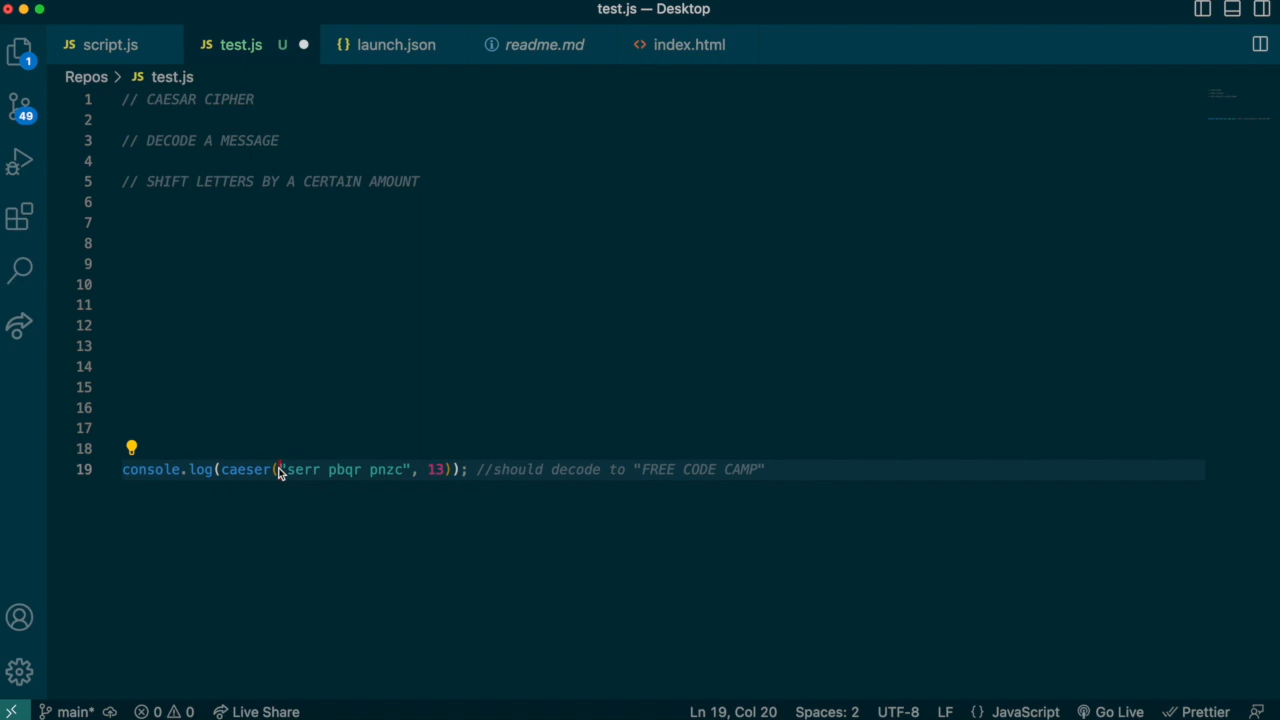 test.js — Desktop
JS script.js JS test.js U {} launch.json readme.md <> index.html
1
Repos > JS test.js
1 // CAESAR CIPHER
49
2
3 // DECODE A MESSAGE
4
5 // SHIFT LETTERS BY A CERTAIN AMOUNT
6
7
8
9
10
11
12
13
14
15
16
17
18
19 console.log(caeser("serr pbqr pnzc", 13)); //should decode to "FREE CODE CAMP"
main* 0 0 Live Share Ln 19, Col 20 Spaces: 2 UTF-8 LF {} JavaScript Go Live Prettier